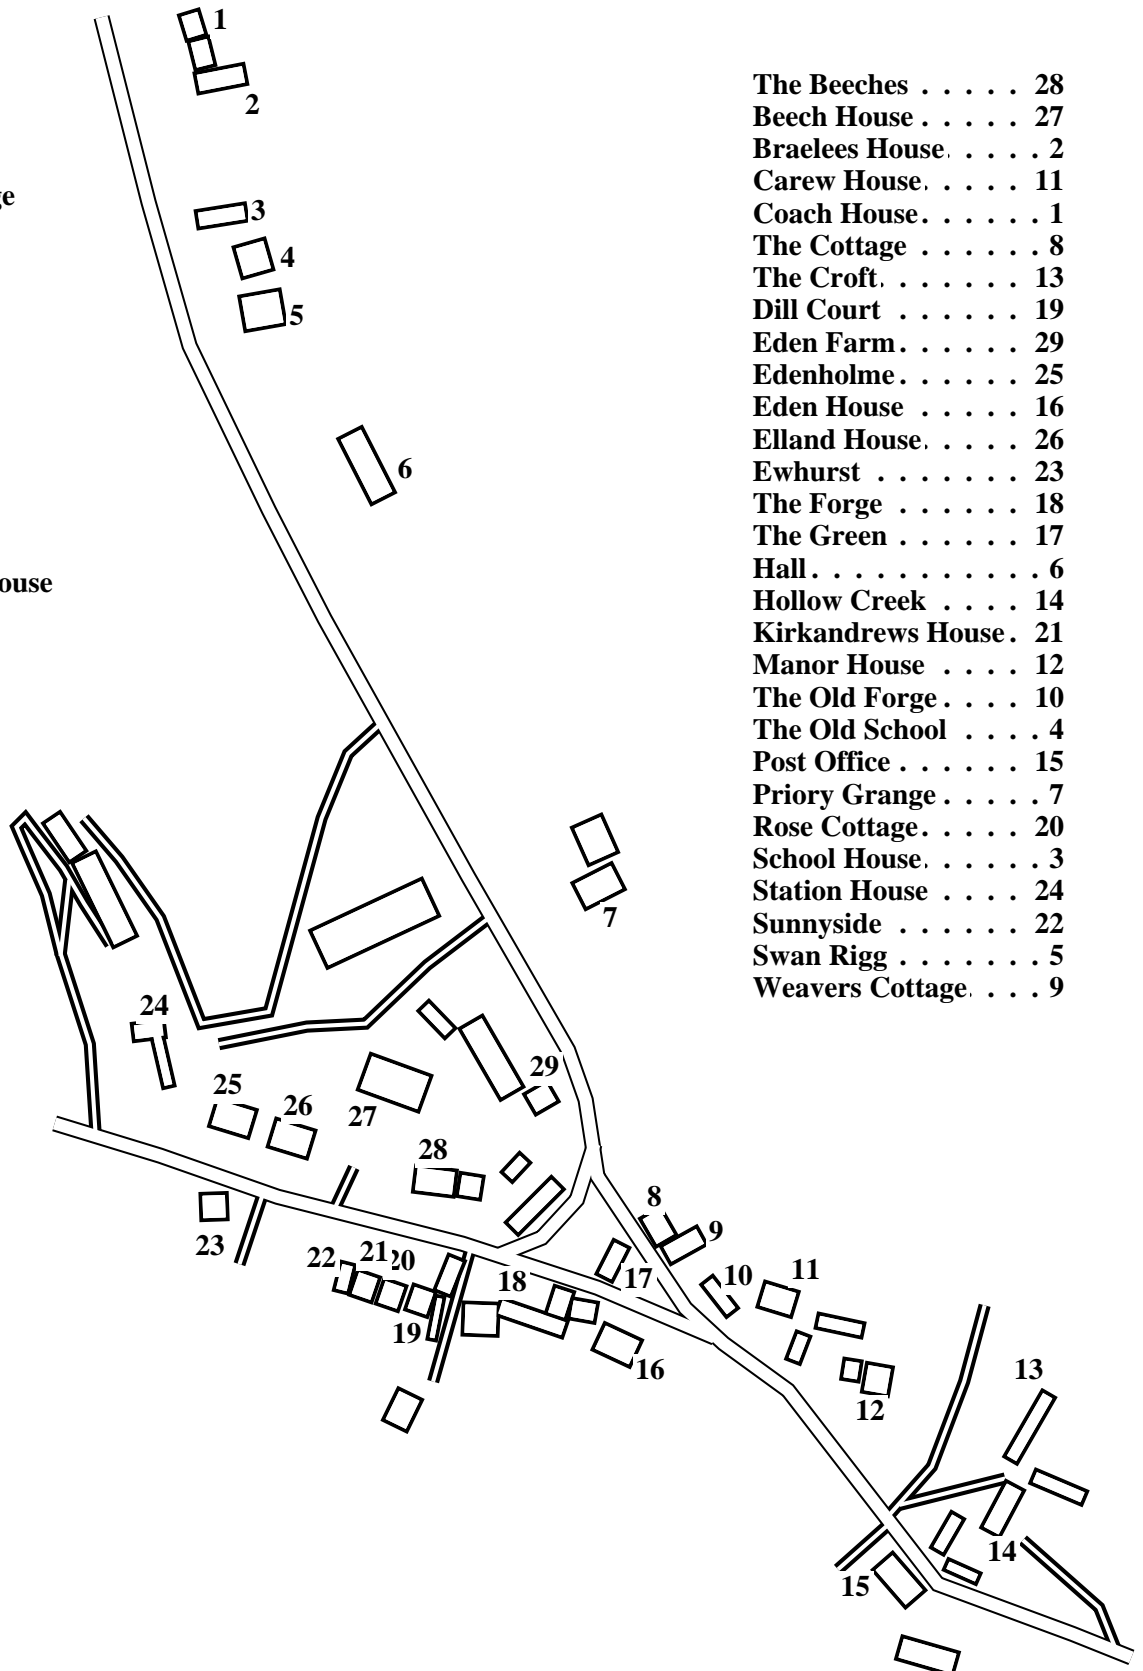 1
2
ge
3
4
5
6
ouse
7
24
29
25
26
27
28
8
9
23
22
21
20
17
18
10
11
19
16
12
13
14
15
The Beeches . . . . . 28
Beech House . . . . . 27
Braelees House . . . . . 2
Carew House . . . . . 11
Coach House . . . . . . 1
The Cottage . . . . . . 8
The Croft . . . . . . . 13
Dill Court . . . . . . 19
Eden Farm . . . . . . 29
Edenholme . . . . . . 25
Eden House . . . . . 16
Elland House . . . . . 26
Ewhurst . . . . . . . 23
The Forge . . . . . . 18
The Green . . . . . . 17
Hall . . . . . . . . . . . 6
Hollow Creek . . . . 14
Kirkandrews House . 21
Manor House . . . . 12
The Old Forge . . . . 10
The Old School . . . . 4
Post Office . . . . . . 15
Priory Grange . . . . . 7
Rose Cottage . . . . . 20
School House . . . . . . 3
Station House . . . . 24
Sunnyside . . . . . . 22
Swan Rigg . . . . . . . 5
Weavers Cottage . . . . 9